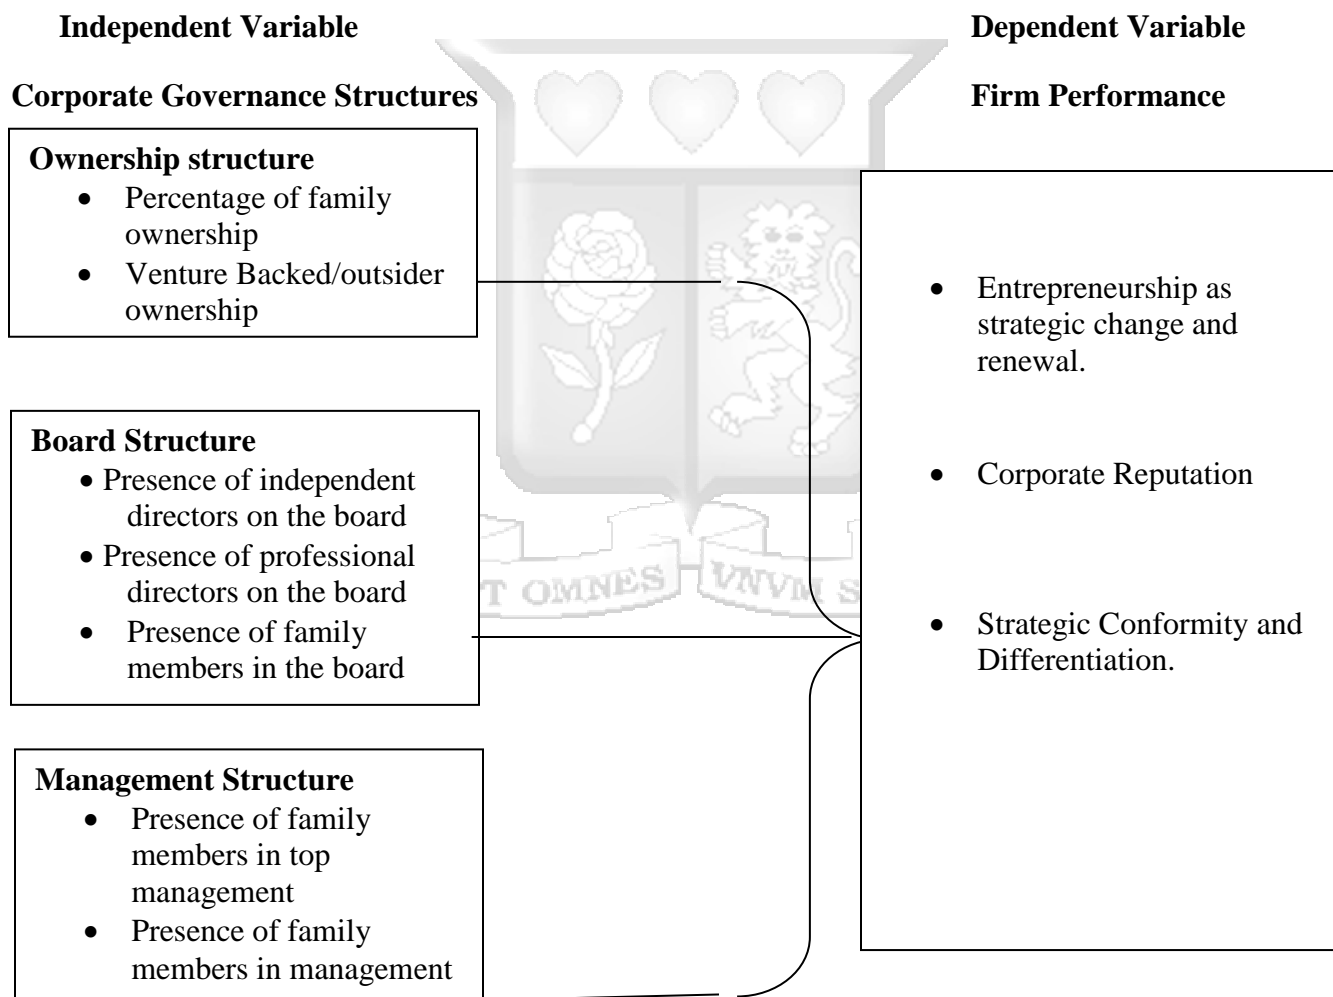 Independent Variable
Dependent Variable
Corporate Governance Structures
Firm Performance
Ownership structure
• Percentage of family
ownership
• Venture Backed/outsider
ownership
Board Structure
• Presence of independent
directors on the board
• Presence of professional
directors on the board
• Presence of family
members in the board
Management Structure
• Presence of family
members in top
management
• Presence of family
members in management
• Entrepreneurship as
strategic change and
renewal.
• Corporate Reputation
• Strategic Conformity and
Differentiation.
T OMNES VNVM S